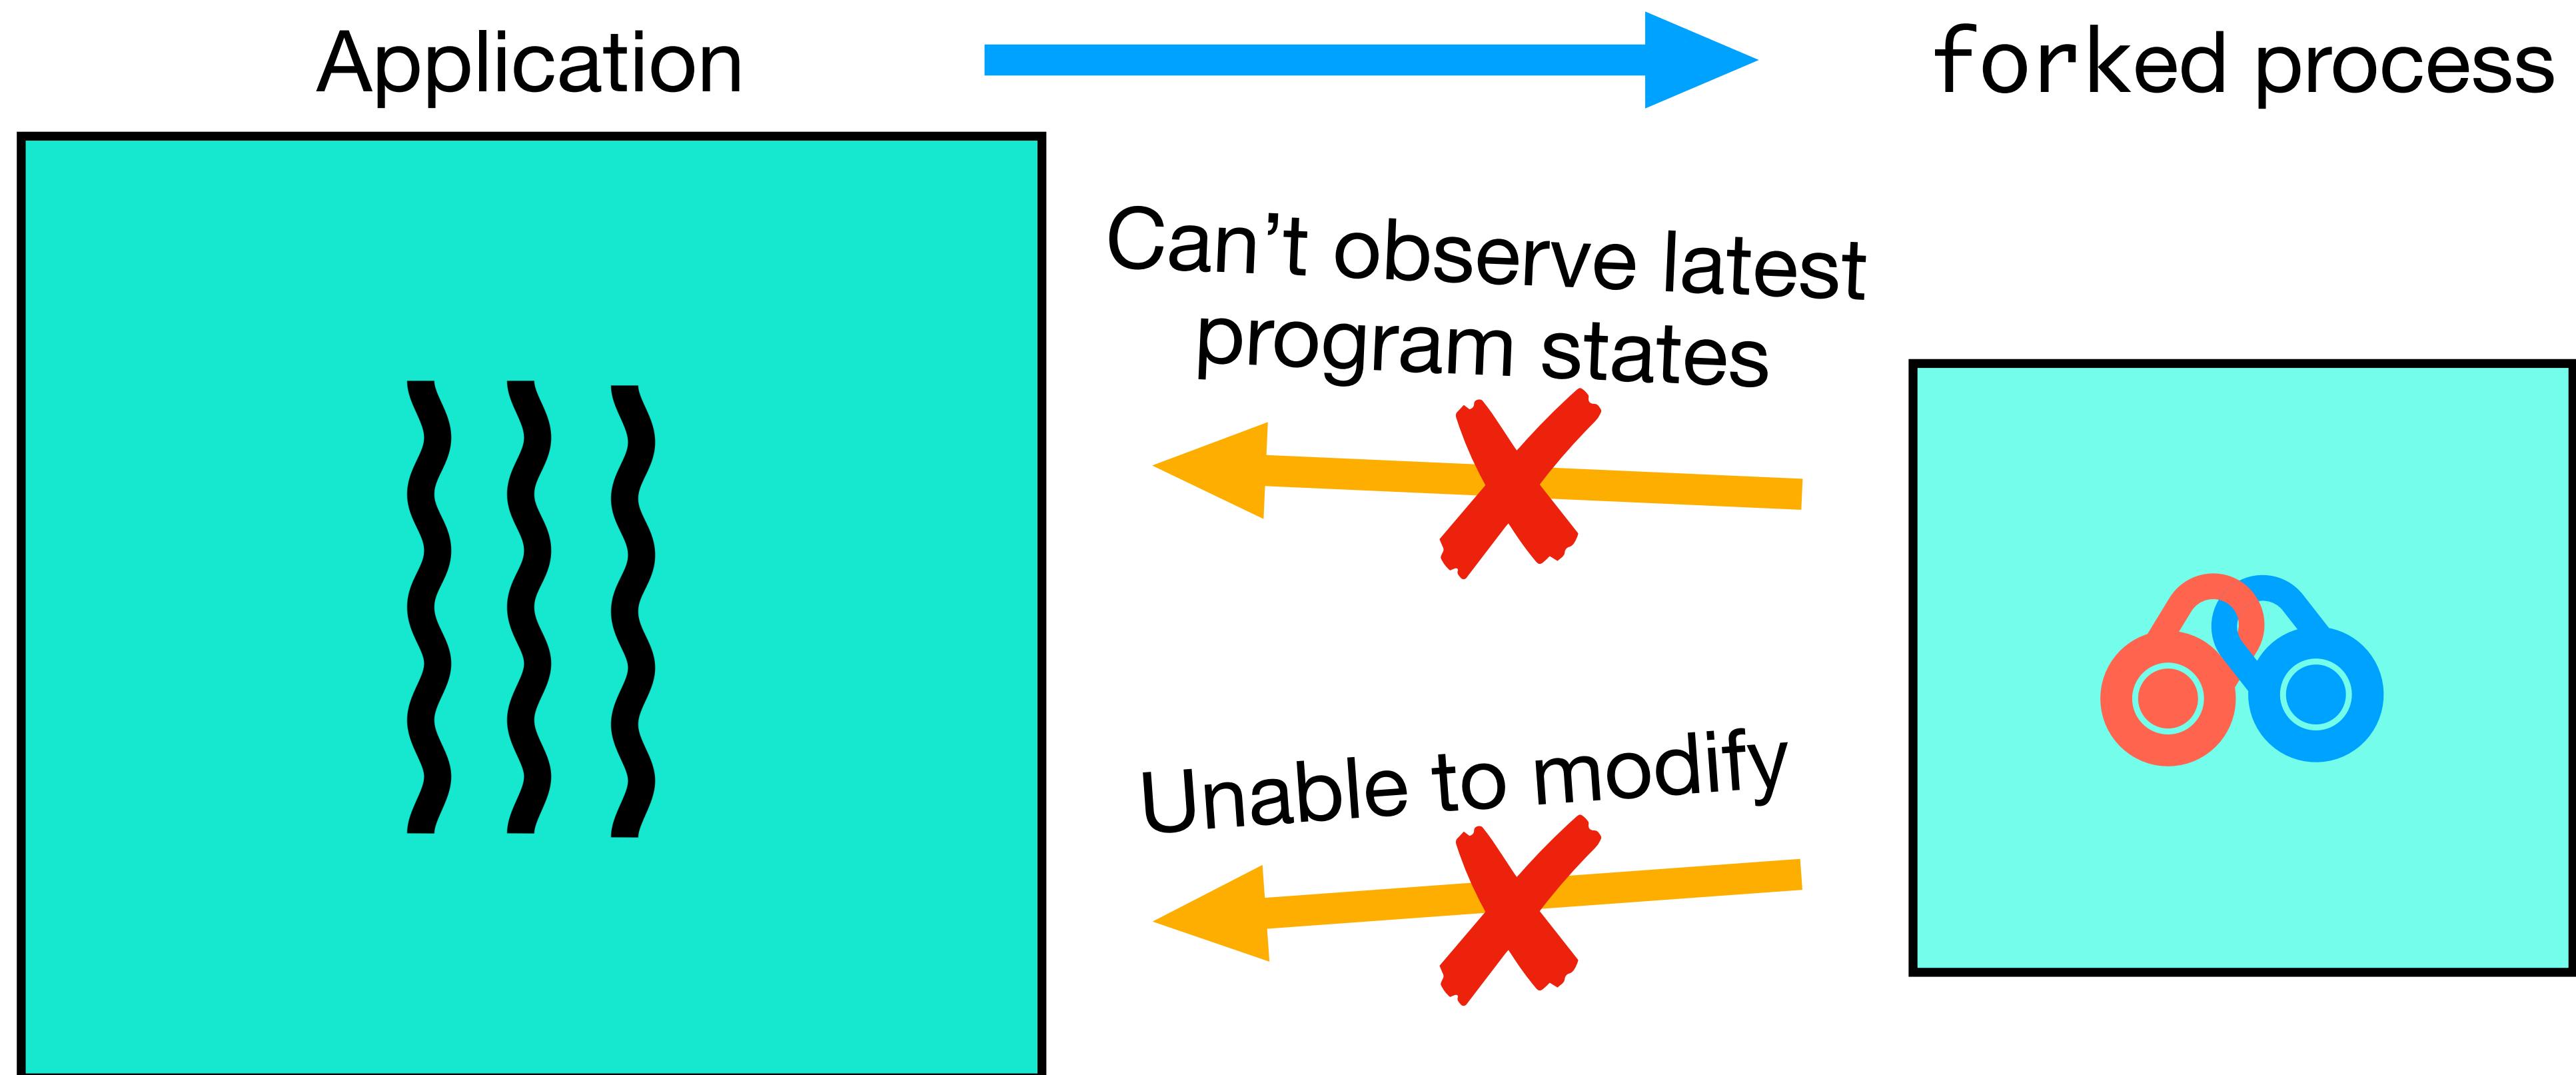 Application
forked process
Can’t observe latest
program states
Unable to modify